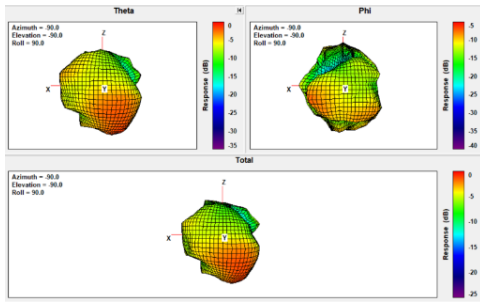 Theta
Azimuth = -90.0
Elevation = -90.0
Roll = 90.0
Z
X
Y
0
-5
-10
-15
-20
-25
-30
-35
Response (dB)
Phi
Azimuth = -90.0
Elevation = -90.0
Roll = 90.0
Z
X
Y
-5
-10
-15
-20
-25
-30
-35
-40
Response (dB)
Total
Azimuth = -90.0
Elevation = -90.0
Roll = 90.0
Z
X
Y
0
-5
-10
-15
-20
-25
Response (dB)